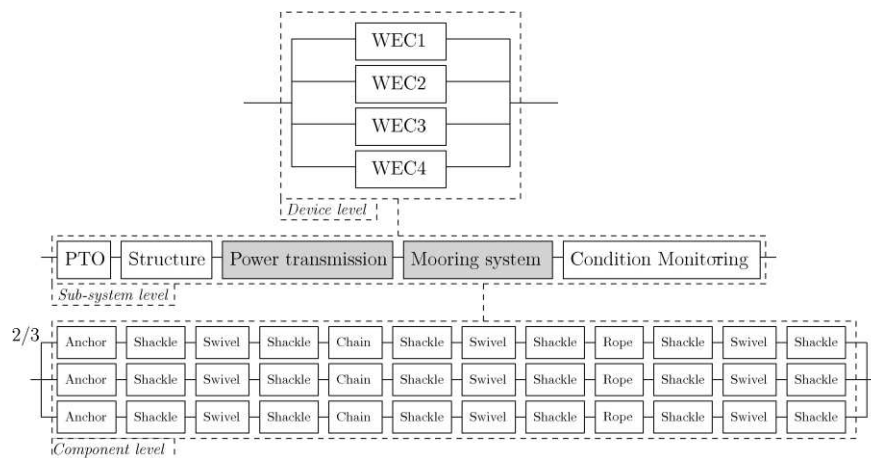 WEC1
WEC2
WEC3
WEC4
Device level
PTO Structure Power transmission Mooring system Condition Monitoring
Sub-system level
2/3
Anchor Shackle Swivel Shackle Chain Shackle Swivel Shackle Rope Shackle Swivel Shackle
Anchor Shackle Swivel Shackle Chain Shackle Swivel Shackle Rope Shackle Swivel Shackle
Anchor Shackle Swivel Shackle Chain Shackle Swivel Shackle Rope Shackle Swivel Shackle
Component level